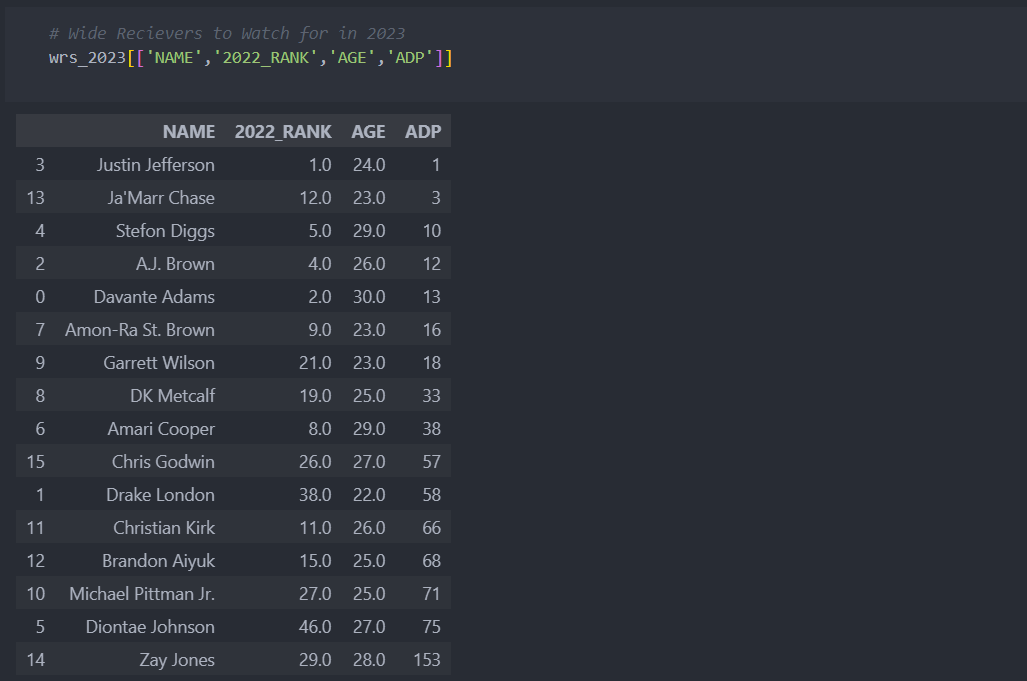 # Wide Recievers to Watch for in 2023
wrs_2023[['NAME','2022_RANK','AGE','ADP']]
NAME 2022_RANK AGE ADP
3 Justin Jefferson 1.0 24.0 1
13 Ja'Marr Chase 12.0 23.0 3
4 Stefon Diggs 5.0 29.0 10
2 A.J. Brown 4.0 26.0 12
0 Davante Adams 2.0 30.0 13
7 Amon-Ra St. Brown 9.0 23.0 16
9 Garrett Wilson 21.0 23.0 18
8 DK Metcalf 19.0 25.0 33
6 Amari Cooper 8.0 29.0 38
15 Chris Godwin 26.0 27.0 57
1 Drake London 38.0 22.0 58
11 Christian Kirk 11.0 26.0 66
12 Brandon Aiyuk 15.0 25.0 68
10 Michael Pittman Jr. 27.0 25.0 71
5 Diontae Johnson 46.0 27.0 75
14 Zay Jones 29.0 28.0 153